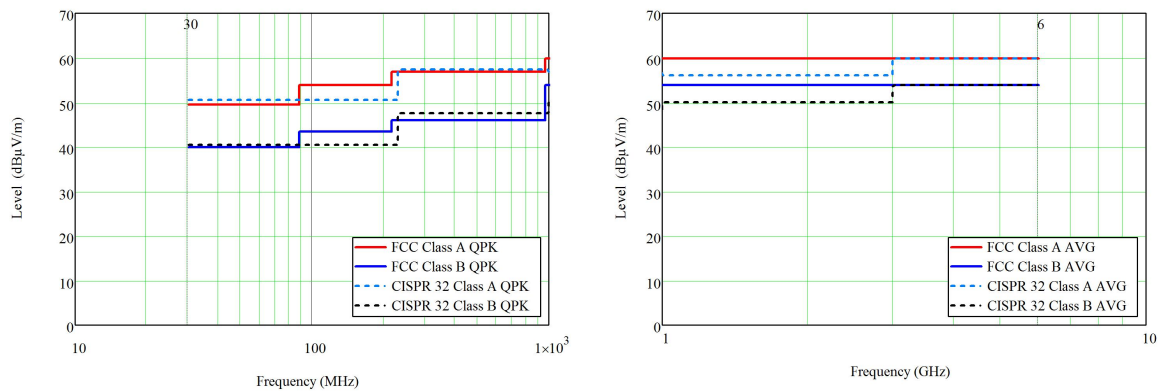 70
60
50
40
30
20
10
0
30
10
100
1×10³
Level (dBµV/m)
Frequency (MHz)
FCC Class A QPK
FCC Class B QPK
CISPR 32 Class A QPK
CISPR 32 Class B QPK
70
60
50
40
30
20
10
0
6
1
10
Level (dBµV/m)
Frequency (GHz)
FCC Class A AVG
FCC Class B AVG
CISPR 32 Class A AVG
CISPR 32 Class B AVG